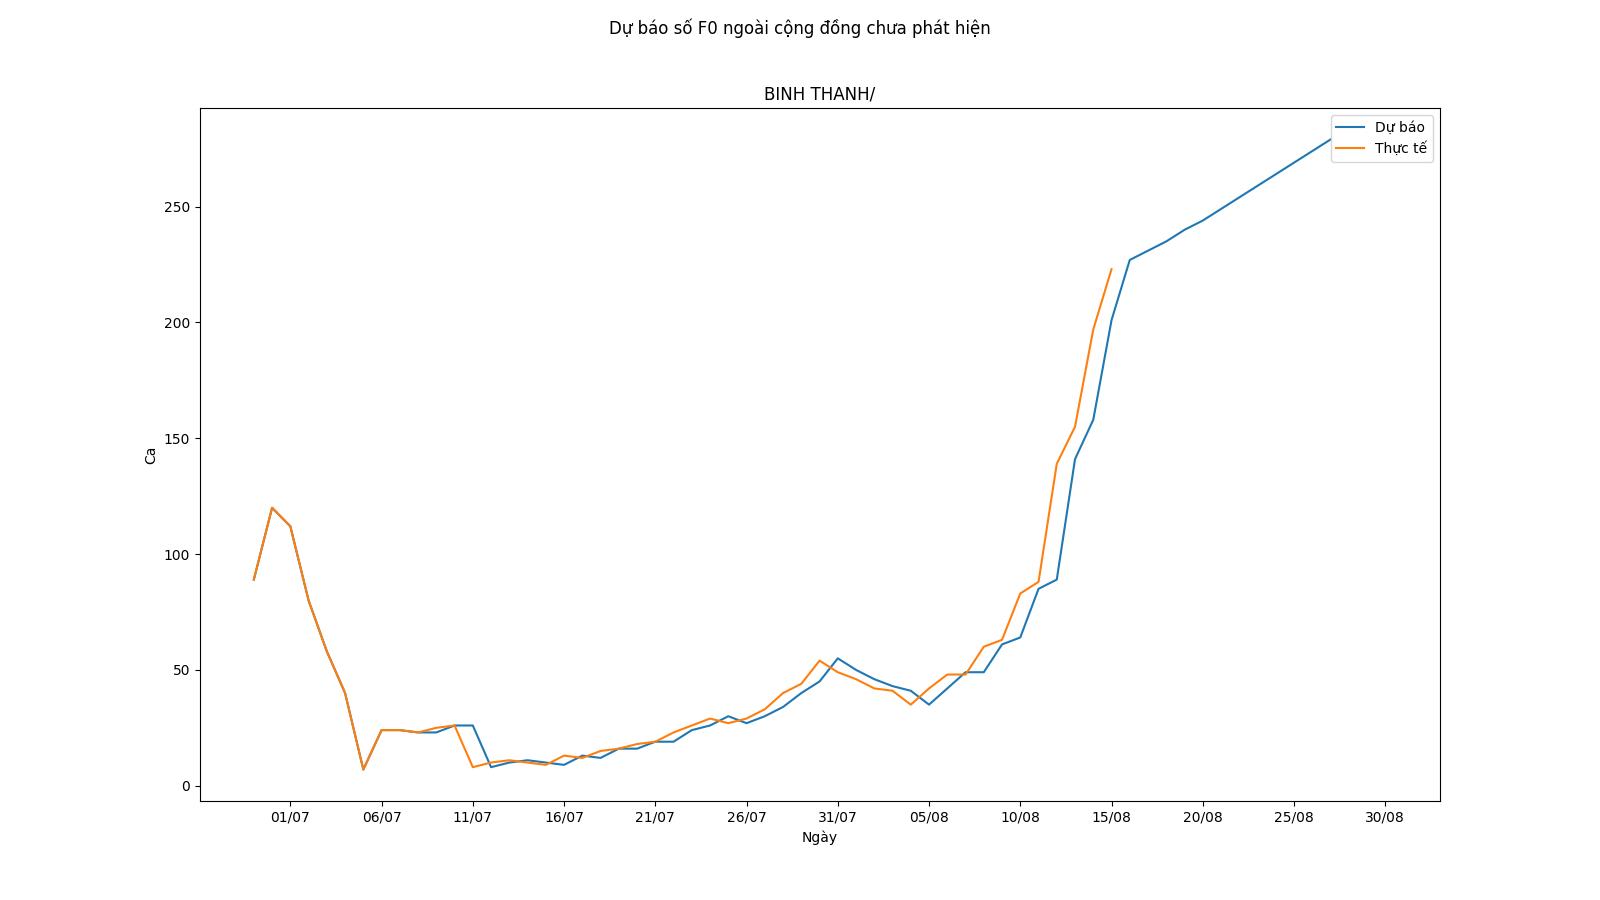 Dự báo số F0 ngoài cộng đồng chưa phát hiện
BINH THANH/
Dự báo
Thực tế
250
200
150
100
50
0
Ca
01/07 06/07 11/07 16/07 21/07 26/07 31/07 05/08 10/08 15/08 20/08 25/08 30/08
Ngày